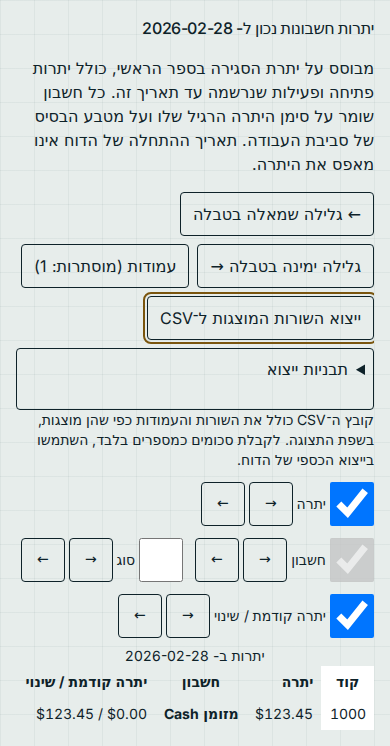 יתרות חשבונות נכון ל- 2026-02-28
מבוסס על יתרת הסגירה בספר הראשי, כולל יתרות
פתיחה ופעילות שנרשמה עד תאריך זה. כל חשבון
שומר על סימן היתרה הרגיל שלו ועל מטבע הבסיס
של סביבת העבודה. תאריך ההתחלה של הדוח אינו
מאפס את היתרה.
← גלילה שמאלה בטבלה
גלילה ימינה בטבלה →
עמודות (מוסתרות: 1)
ייצוא השורות המוצגות ל־CSV
◀ תבניות ייצוא
קובץ ה־CSV כולל את השורות והעמודות כפי שהן מוצגות,
בשפת התצוגה. לקבלת סכומים כמספרים בלבד, השתמשו
בייצוא הכספי של הדוח.
יתרה → ←
חשבון → ← סוג → ←
יתרה קודמת / שינוי → ←
יתרות ב- 2026-02-28
קוד יתרה חשבון יתרה קודמת / שינוי
1000 $123.45 מזומן Cash $123.45 / $0.00